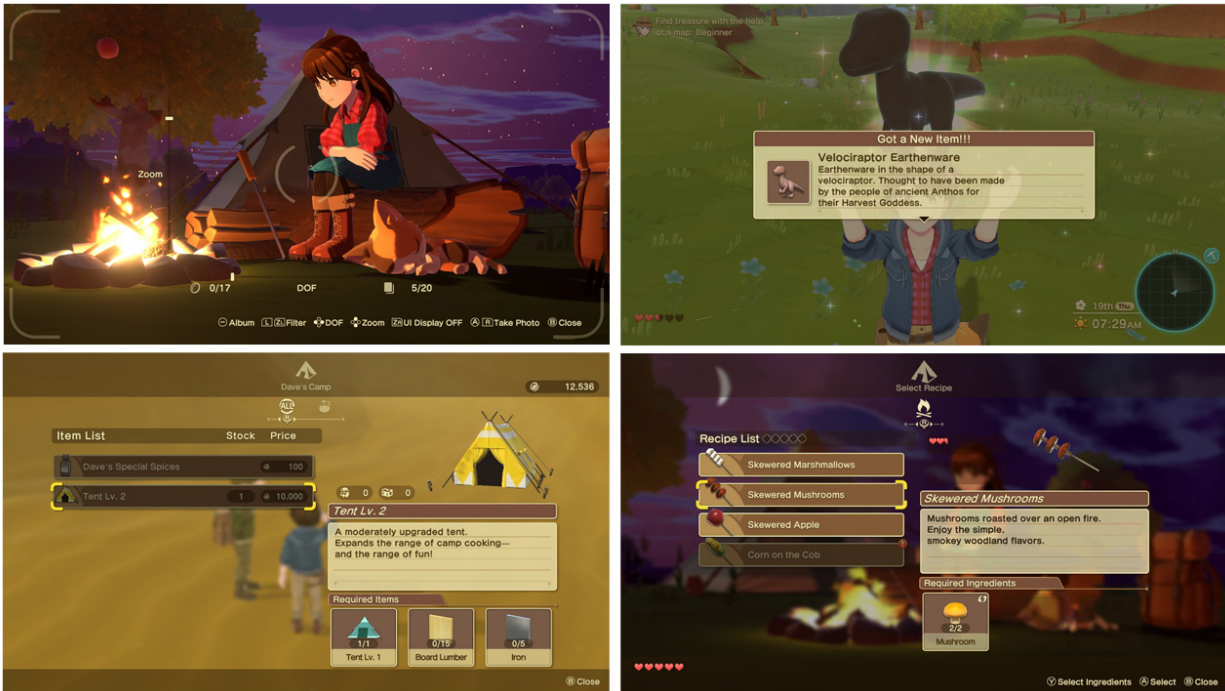 Zoom
0/17
DOF
5/20
Album
L ZL Filter
DOF
Zoom
ZR UI Display OFF
A R Take Photo
B Close
Find treasure with the help
of a map: Beginner
Got a New Item!!!
Velociraptor Earthenware
Earthenware in the shape of a
velociraptor. Thought to have been made
by the people of ancient Anthos for
their Harvest Goddess.
19th Thu
07:29AM
Dave's Camp
12,536
ALL
Item List Stock Price
Dave's Special Spices 100
Tent Lv. 2 1 10,000
0 0
Tent Lv. 2
A moderately upgraded tent.
Expands the range of camp cooking—
and the range of fun!
Required Items
1/1 0/15 0/5
Tent Lv. 1 Board Lumber Iron
B Close
Select Recipe
Recipe List
Skewered Marshmallows
Skewered Mushrooms
Skewered Apple
Corn on the Cob
Skewered Mushrooms
Mushrooms roasted over an open fire.
Enjoy the simple,
smokey woodland flavors.
Required Ingredients
2/2
Mushroom
Y Select Ingredients A Select B Close